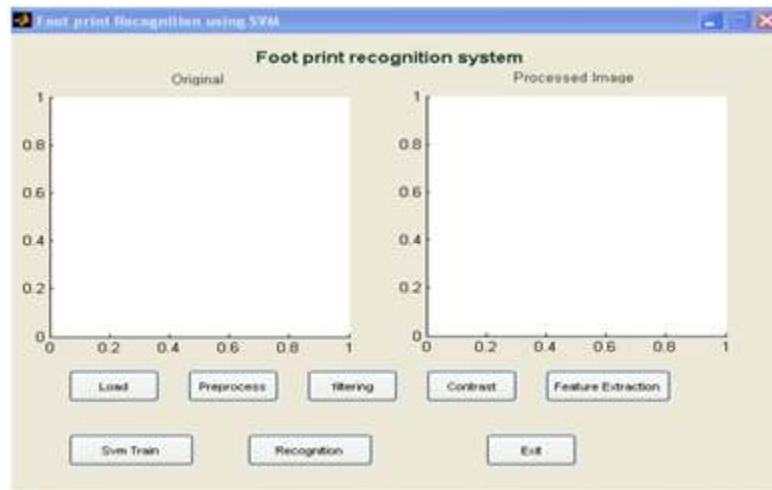 Foot print Recognition using SVM
Foot print recognition system
Original Processed Image
1 1
0.8 0.8
0.6 0.6
0.4 0.4
0.2 0.2
0 0
0 0.2 0.4 0.6 0.8 1 0 0.2 0.4 0.6 0.8 1
Load Preprocess filtering Contrast Feature Extraction
Svm Train Recognition Exit